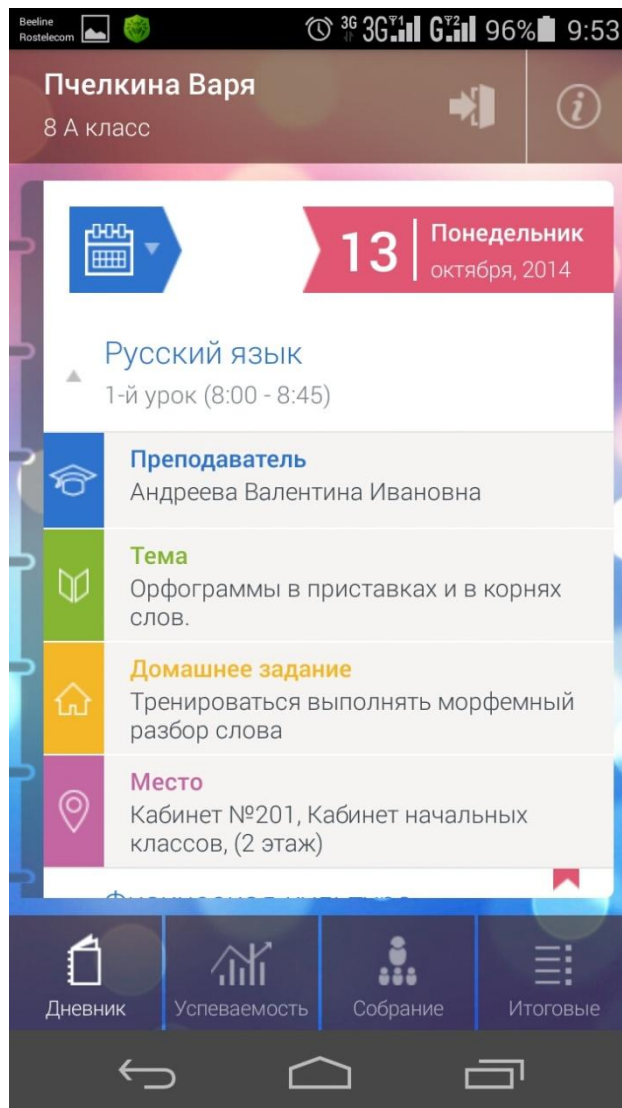 Beeline
Rostelecom
3G 3G 1 G 2 96% 9:53
Пчелкина Варя
8 А класс
13
Понедельник
октября, 2014
Русский язык
1-й урок (8:00 - 8:45)
Преподаватель
Андреева Валентина Ивановна
Тема
Орфограммы в приставках и в корнях
слов.
Домашнее задание
Тренироваться выполнять морфемный
разбор слова
Место
Кабинет №201, Кабинет начальных
классов, (2 этаж)
Дневник
Успеваемость
Собрание
Итоговые